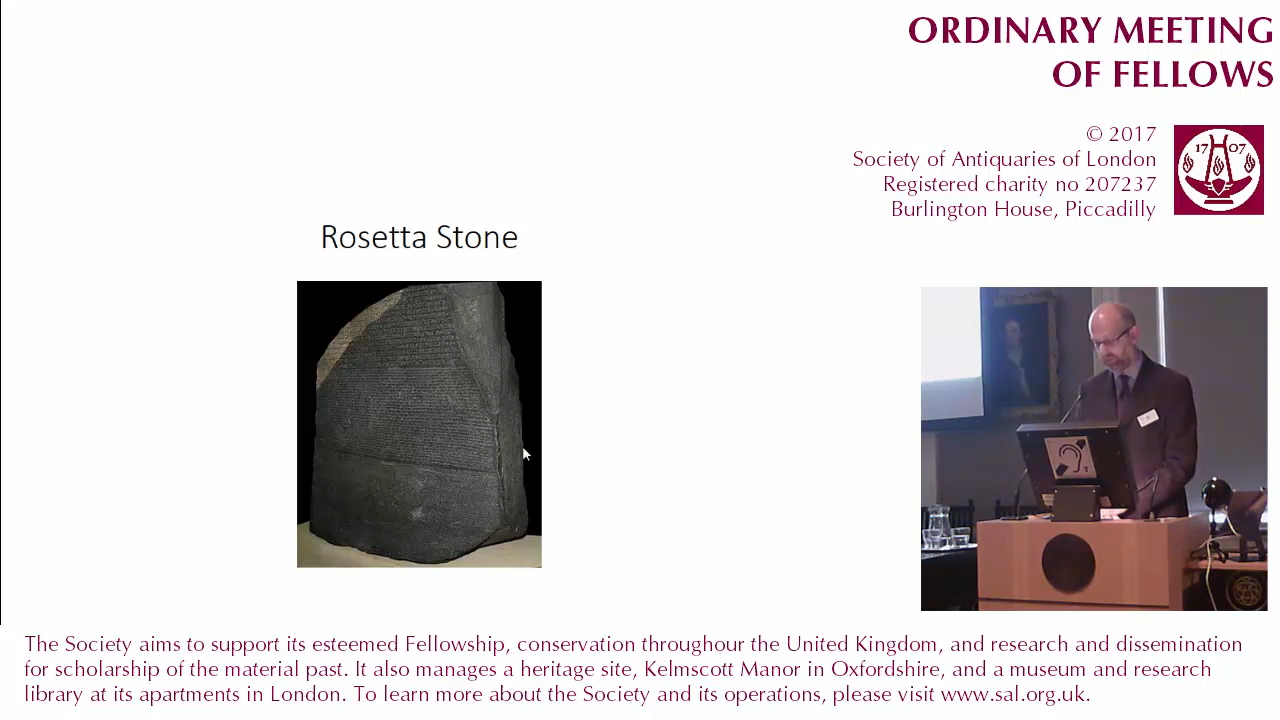 ORDINARY MEETING
OF FELLOWS
© 2017
Society of Antiquaries of London
Registered charity no 207237
Burlington House, Piccadilly
17 07
Rosetta Stone
T
The Society aims to support its esteemed Fellowship, conservation throughour the United Kingdom, and research and dissemination
for scholarship of the material past. It also manages a heritage site, Kelmscott Manor in Oxfordshire, and a museum and research
library at its apartments in London. To learn more about the Society and its operations, please visit www.sal.org.uk.